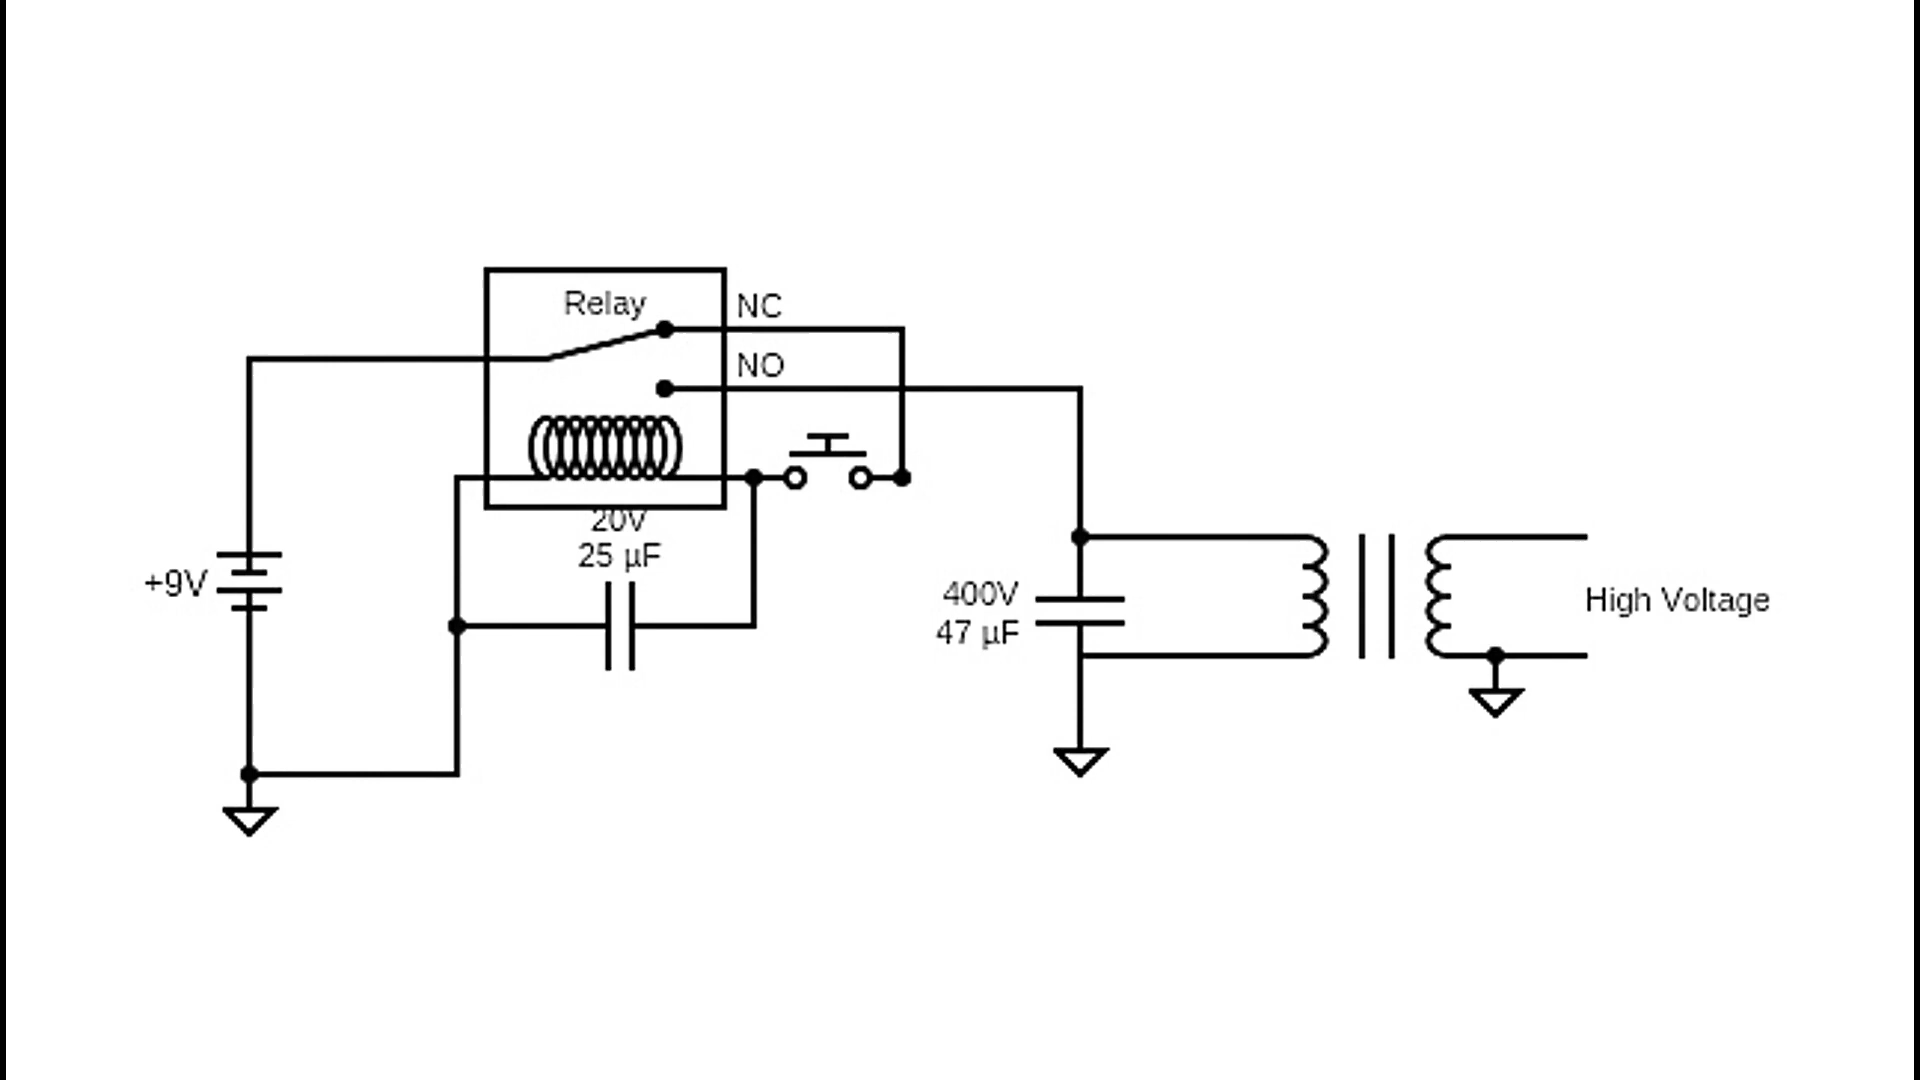 Relay
NC
NO
20V
25 µF
+9V
400V
47 µF
High Voltage